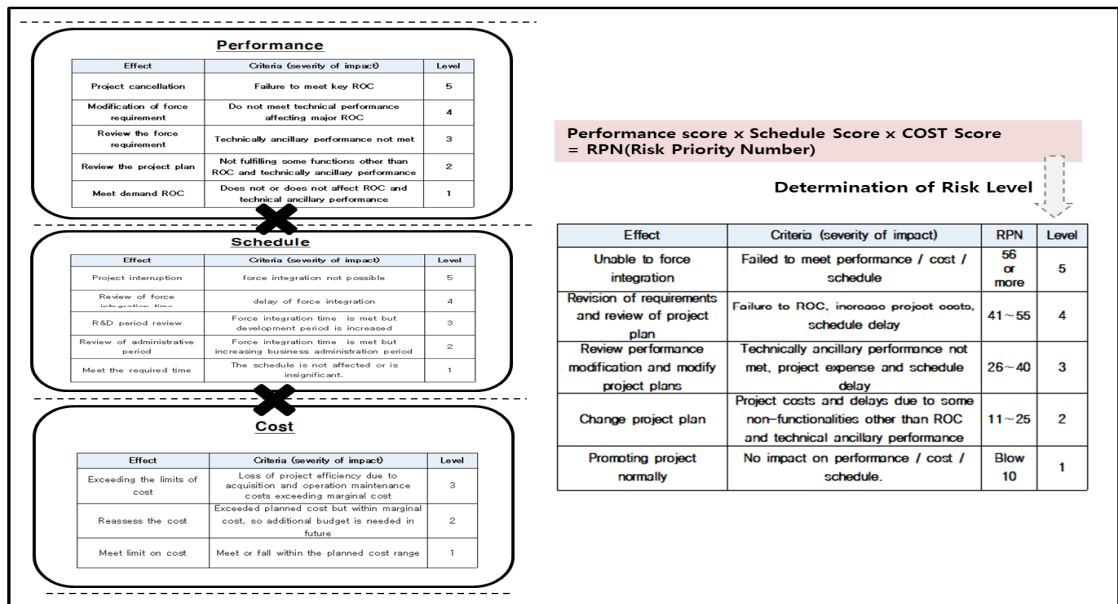 Performance
Effect Criteria (severity of impact) Level
Project cancellation Failure to meet key ROC 5
Modification of force
requirement
Do not meet technical performance
affecting major ROC
4
Review the force
requirement
Technically ancillary performance not met 3
Review the project plan
Not fulfilling some functions other than
ROC and technically ancillary performance
2
Meet demand ROC
Does not or does not affect ROC and
technical ancillary performance
1
Schedule
Effect Criteria (severity of impact) Level
Project interruption force integration not possible 5
Review of force
integration time
delay of force integration 4
R&D period review
Force integration time is met but
development period is increased
3
Review of administrative
period
Force integration time is met but
increasing business administration period
2
Meet the required time
The schedule is not affected or is
insignificant.
1
Cost
Effect Criteria (severity of impact) Level
Exceeding the limits of
cost
Loss of project efficiency due to
acquisition and operation maintenance
costs exceeding marginal cost
3
Reassess the cost
Exceeded planned cost but within marginal
cost, so additional budget is needed in
future
2
Meet limit on cost Meet or fall within the planned cost range 1
Performance score x Schedule Score x COST Score
= RPN(Risk Priority Number)
Determination of Risk Level
Effect Criteria (severity of impact) RPN Level
Unable to force
integration
Failed to meet performance / cost /
schedule
56
or
more
5
Revision of requirements
and review of project
plan
Failure to ROC, increase project costs,
schedule delay
41~55 4
Review performance
modification and modify
project plans
Technically ancillary performance not
met, project expense and schedule
delay
26~40 3
Change project plan
Project costs and delays due to some
non-functionalities other than ROC
and technical ancillary performance
11~25 2
Promoting project
normally
No impact on performance / cost /
schedule.
Blow
10
1